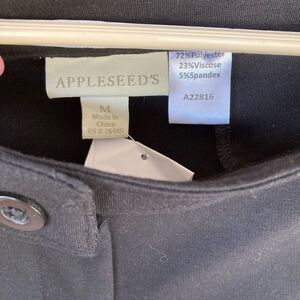 APPLESEED'S
M
Made in
China
72%Polyester
23%Viscose
5%Spandex
A22816